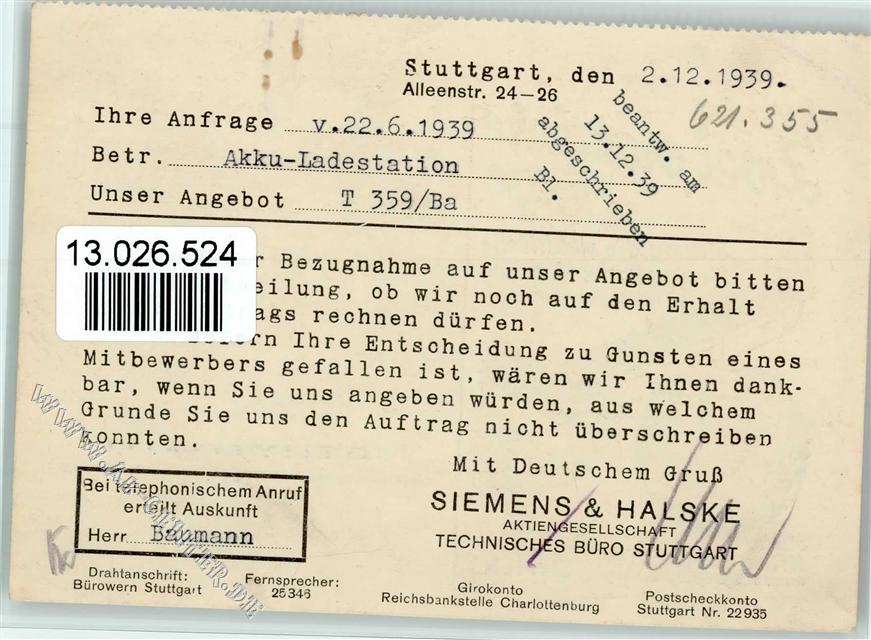 Stuttgart, den 2.12.1939.
Alleenstr. 24-26
621.355
Ihre Anfrage v.22.6.1939
Betr. Akku-Ladestation
Unser Angebot T 359/Ba
beantw. am
13.12.39
abgeschrieben
Bl.
13.026.524
Bezugnahme auf unser Angebot bitten
eilung, ob wir noch auf den Erhalt
rags rechnen dürfen.
Ihre Entscheidung zu Gunsten eines
Mitbewerbers gefallen ist, wären wir Ihnen dank-
bar, wenn Sie uns angeben würden, aus welchem
Grunde Sie uns den Auftrag nicht überschreiben
konnten.
Mit Deutschem Gruß
SIEMENS & HALSKE
AKTIENGESELLSCHAFT
TECHNISCHES BÜRO STUTTGART
Bei telephonischem Anruf
erteilt Auskunft
Herr Baumann
Drahtanschrift:
Bürowern Stuttgart
Fernsprecher:
25346
Girokonto
Reichsbankstelle Charlottenburg
Postscheckkonto
Stuttgart Nr. 22935